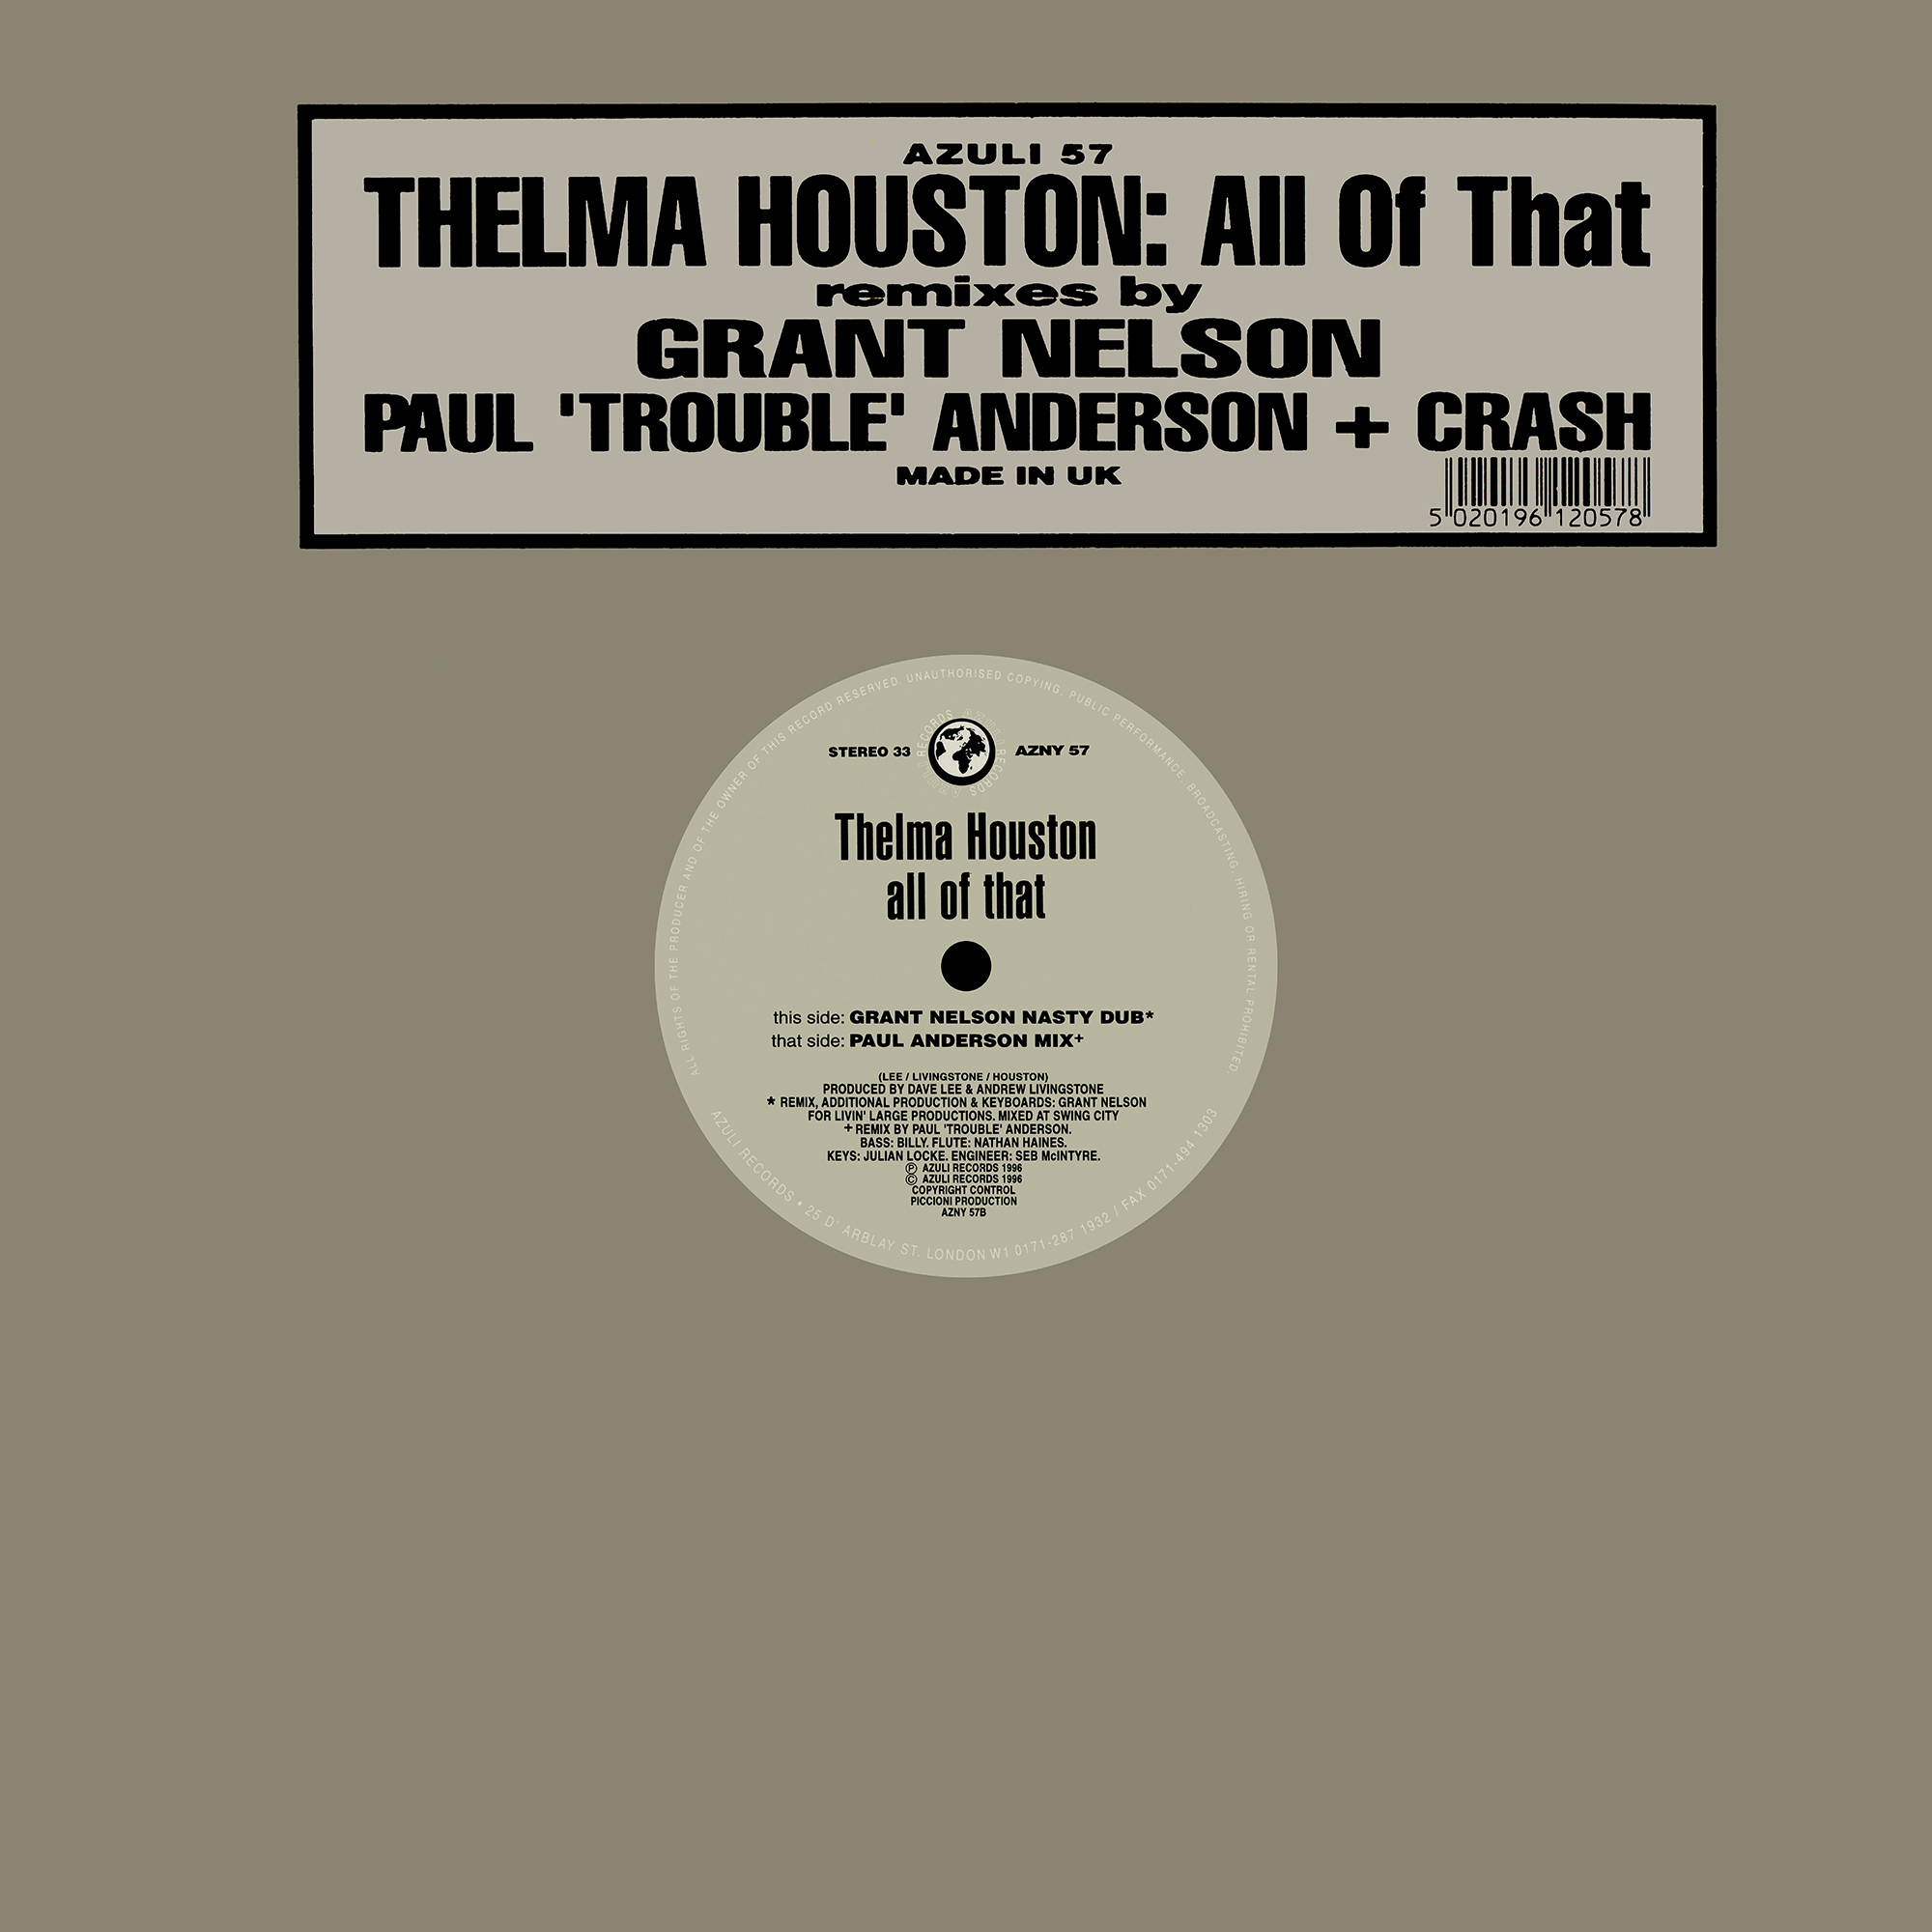 AZULI 57
THELMA HOUSTON: All Of That
remixes by
GRANT NELSON
PAUL 'TROUBLE' ANDERSON + CRASH
MADE IN UK
5 020196 120578
ALL RIGHTS OF THE PRODUCER AND OF THE OWNER OF THIS RECORD RESERVED. UNAUTHORISED COPYING, PUBLIC PERFORMANCE, BROADCASTING, HIRING OR RENTAL PROHIBITED.
RECORDS RECORDS
STEREO 33 AZNY 57
Thelma Houston
all of that
this side: GRANT NELSON NASTY DUB*
that side: PAUL ANDERSON MIX+
(LEE / LIVINGSTONE / HOUSTON)
PRODUCED BY DAVE LEE & ANDREW LIVINGSTONE
* REMIX, ADDITIONAL PRODUCTION & KEYBOARDS: GRANT NELSON
FOR LIVIN' LARGE PRODUCTIONS. MIXED AT SWING CITY
+ REMIX BY PAUL 'TROUBLE' ANDERSON.
BASS: BILLY. FLUTE: NATHAN HAINES.
KEYS: JULIAN LOCKE. ENGINEER: SEB McINTYRE.
Ⓟ AZULI RECORDS 1996
© AZULI RECORDS 1996
COPYRIGHT CONTROL
PICCIONI PRODUCTION
AZNY 57B
AZULI RECORDS • 25 D' ARBLAY ST. LONDON W1 0171-287 1932 / FAX 0171-494 1303